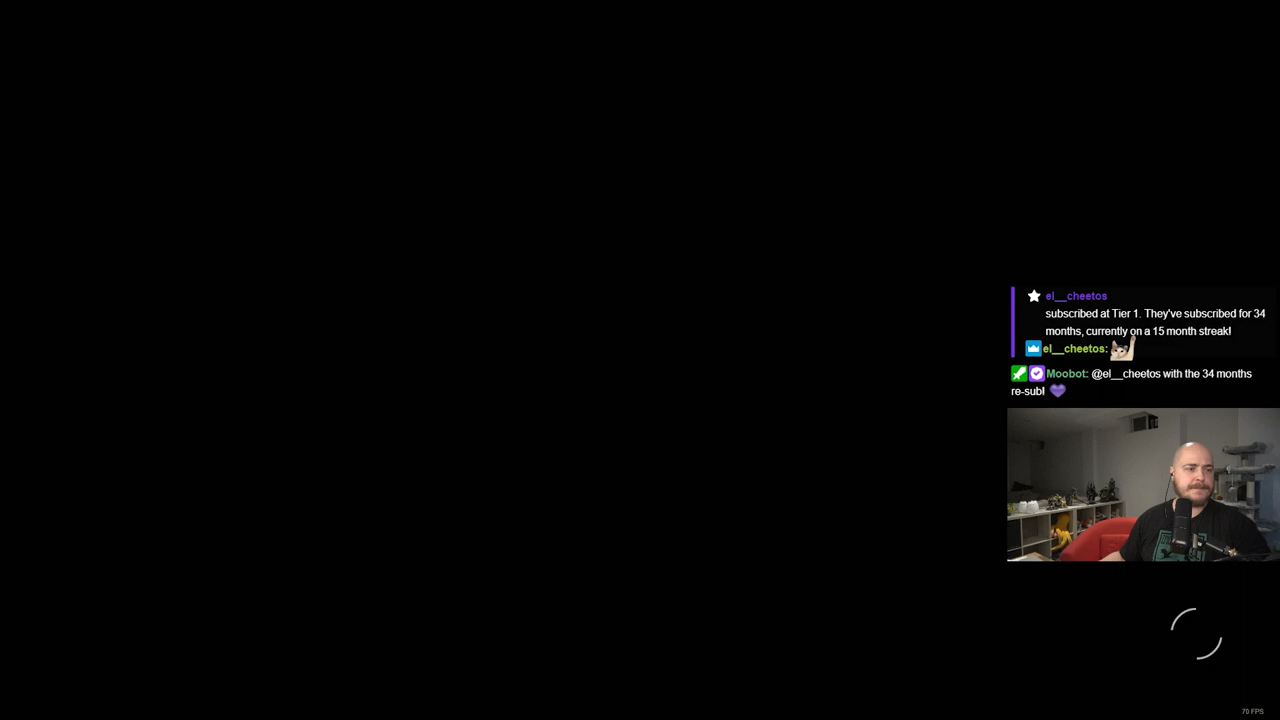 el__cheetos
subscribed at Tier 1. They've subscribed for 34
months, currently on a 15 month streak!
el__cheetos:
Moobot: @el__cheetos with the 34 months
re-sub!
70 FPS